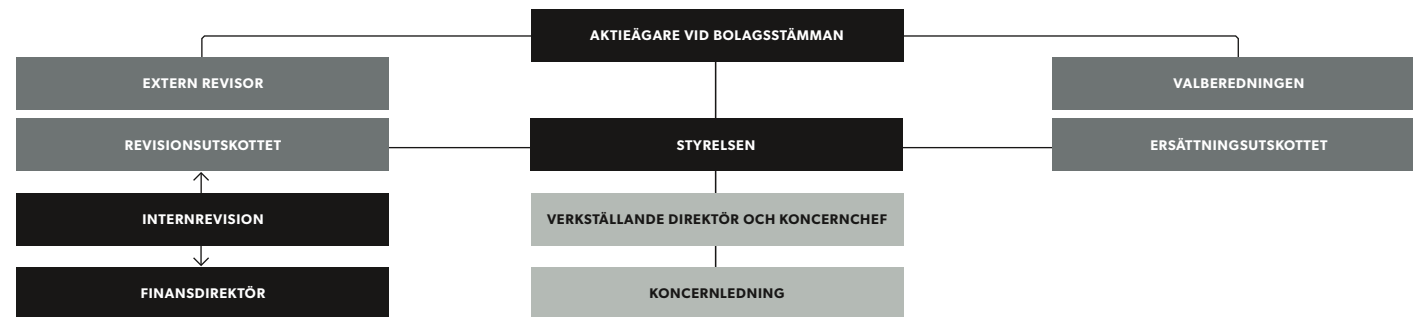 AKTIEÄGARE VID BOLAGSSTÄMMAN
EXTERN REVISOR
VALBEREDNINGEN
REVISIONSUTSKOTTET
STYRELSEN
ERSÄTTNINGSUTSKOTTET
INTERNREVISION
VERKSTÄLLANDE DIREKTÖR OCH KONCERNCHEF
FINANSDIREKTÖR
KONCERNLEDNING